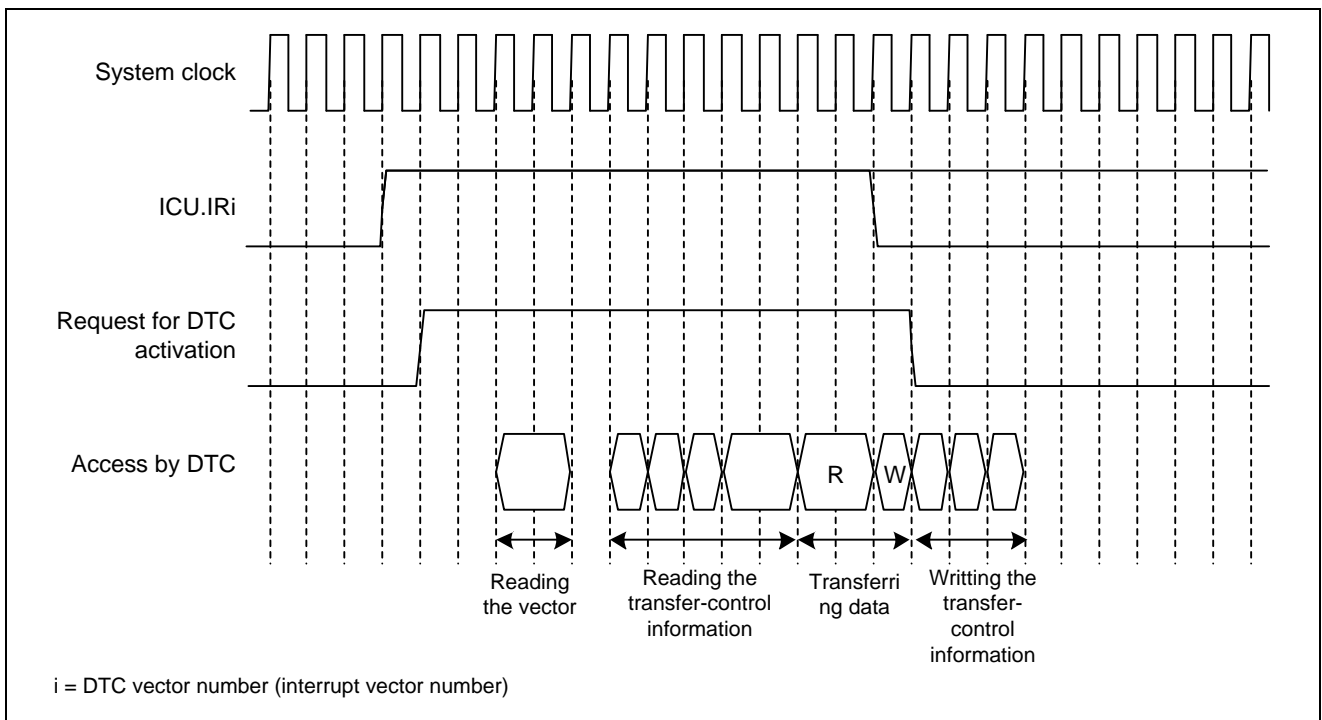 System clock
ICU.IRi
Request for DTC
activation
Access by DTC
R
W
Reading
the vector
Reading the
transfer-control
information
Transferri
ng data
Writting the
transfer-
control
information
i = DTC vector number (interrupt vector number)